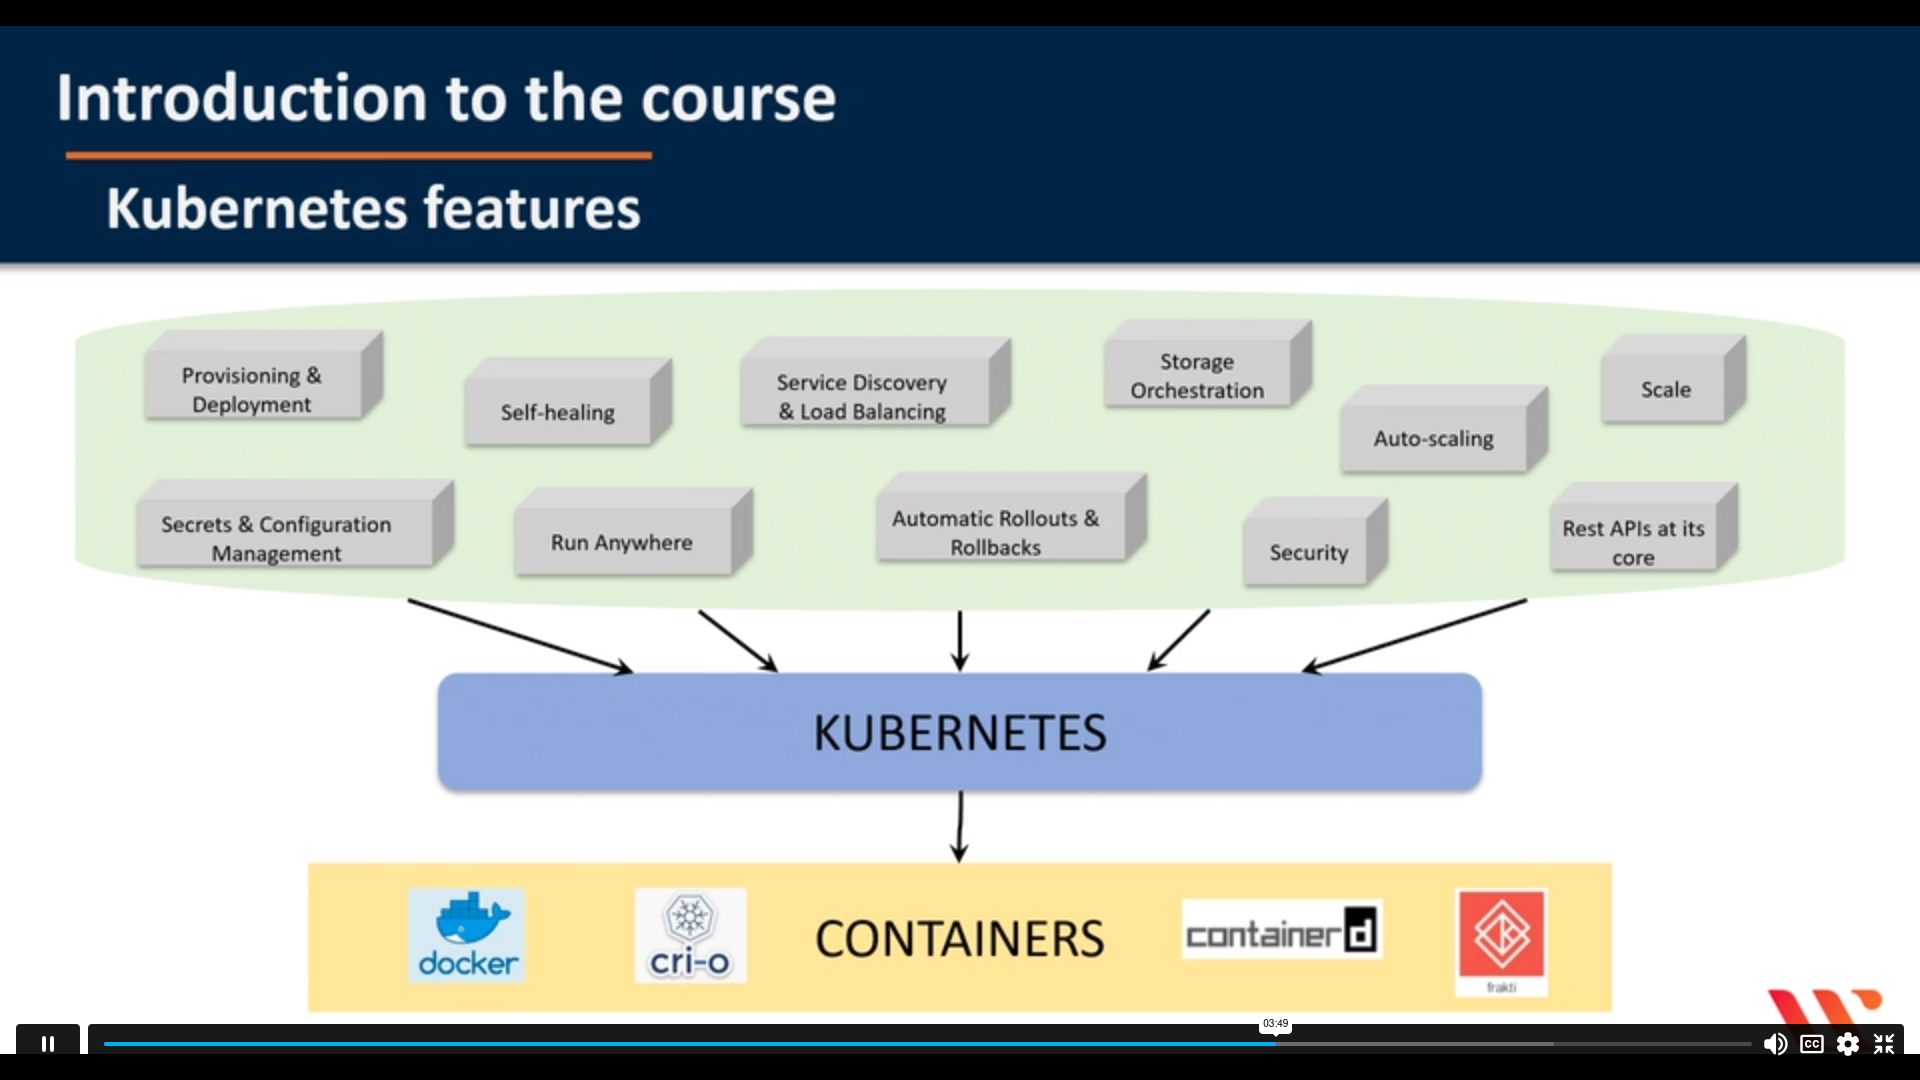 Introduction to the course
Kubernetes features
Provisioning &
Deployment
Self-healing
Service Discovery
& Load Balancing
Storage
Orchestration
Auto-scaling
Scale
Secrets & Configuration
Management
Run Anywhere
Automatic Rollouts &
Rollbacks
Security
Rest APIs at its
core
KUBERNETES
docker
cri-o
CONTAINERS
containerd
frakti
03:49
CC